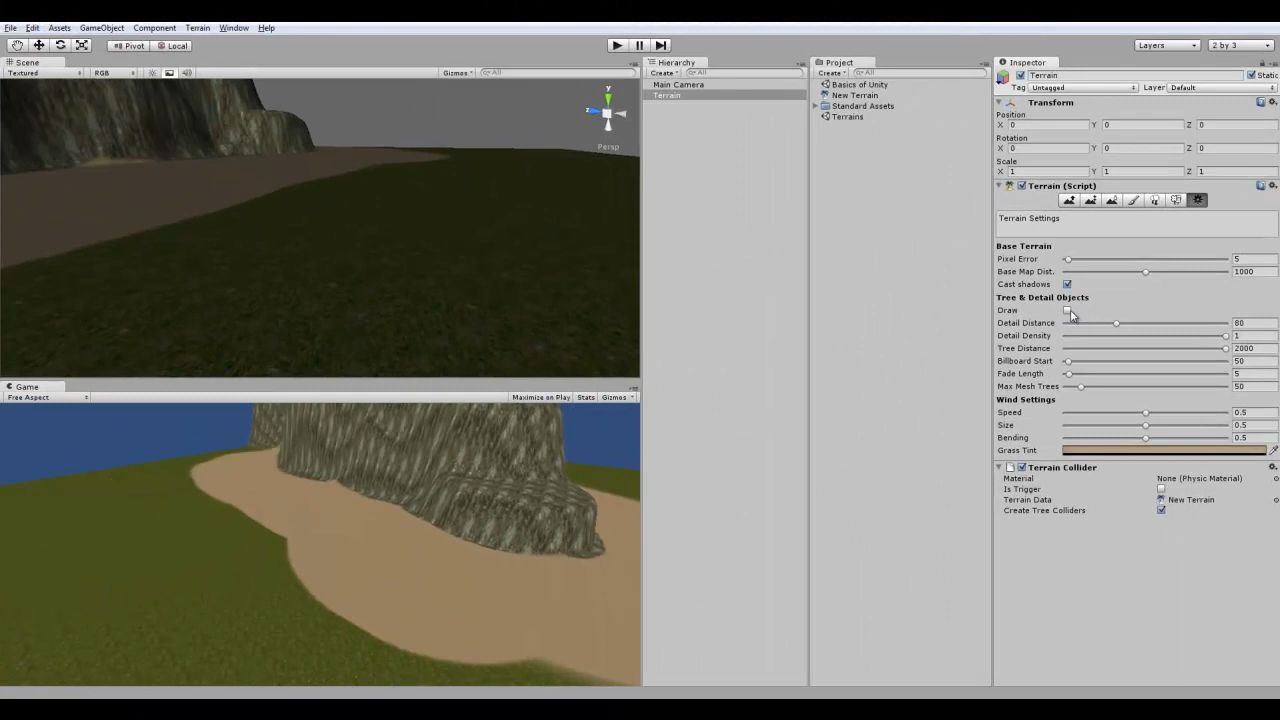 File Edit Assets GameObject Component Terrain Window Help
Pivot Local Layers 2 by 3
Scene
Textured RGB Gizmos All
y
z
Persp
Game
Free Aspect Maximize on Play Stats Gizmos
Hierarchy
Create All
Main Camera
Terrain
Project
Create All
Basics of Unity
New Terrain
Standard Assets
Terrains
Inspector
Terrain Static
Tag Untagged Layer Default
Transform
Position
X 0 Y 0 Z 0
Rotation
X 0 Y 0 Z 0
Scale
X 1 Y 1 Z 1
Terrain (Script)
Terrain Settings
Base Terrain
Pixel Error 5
Base Map Dist. 1000
Cast shadows
Tree & Detail Objects
Draw
Detail Distance 80
Detail Density 1
Tree Distance 2000
Billboard Start 50
Fade Length 5
Max Mesh Trees 50
Wind Settings
Speed 0.5
Size 0.5
Bending 0.5
Grass Tint
Terrain Collider
Material None (Physic Material)
Is Trigger
Terrain Data New Terrain
Create Tree Colliders